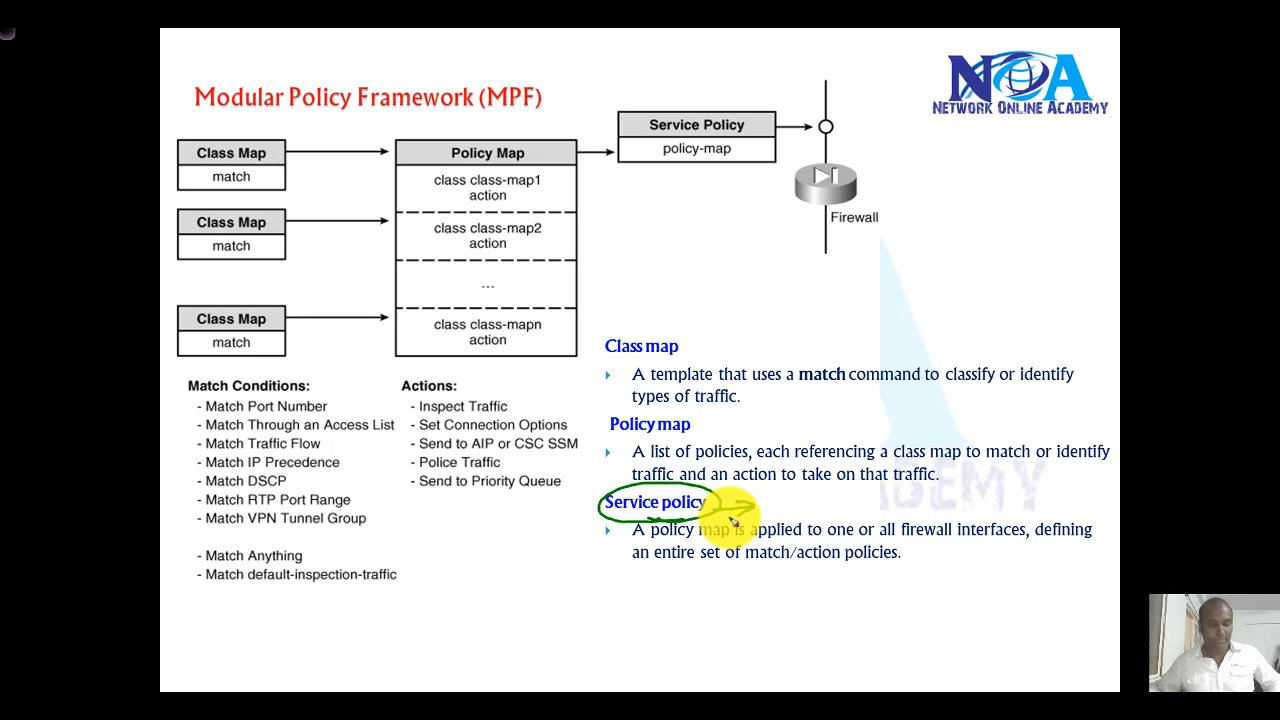 Modular Policy Framework (MPF)
NOA
NETWORK ONLINE ACADEMY
Class Map
match
Class Map
match
Class Map
match
Policy Map
class class-map1
action
class class-map2
action
...
class class-mapn
action
Service Policy
policy-map
Firewall
Match Conditions:
- Match Port Number
- Match Through an Access List
- Match Traffic Flow
- Match IP Precedence
- Match DSCP
- Match RTP Port Range
- Match VPN Tunnel Group
- Match Anything
- Match default-inspection-traffic
Actions:
- Inspect Traffic
- Set Connection Options
- Send to AIP or CSC SSM
- Police Traffic
- Send to Priority Queue
Class map
A template that uses a match command to classify or identify
types of traffic.
Policy map
A list of policies, each referencing a class map to match or identify
traffic and an action to take on that traffic.
Service policy
A policy map is applied to one or all firewall interfaces, defining
an entire set of match/action policies.